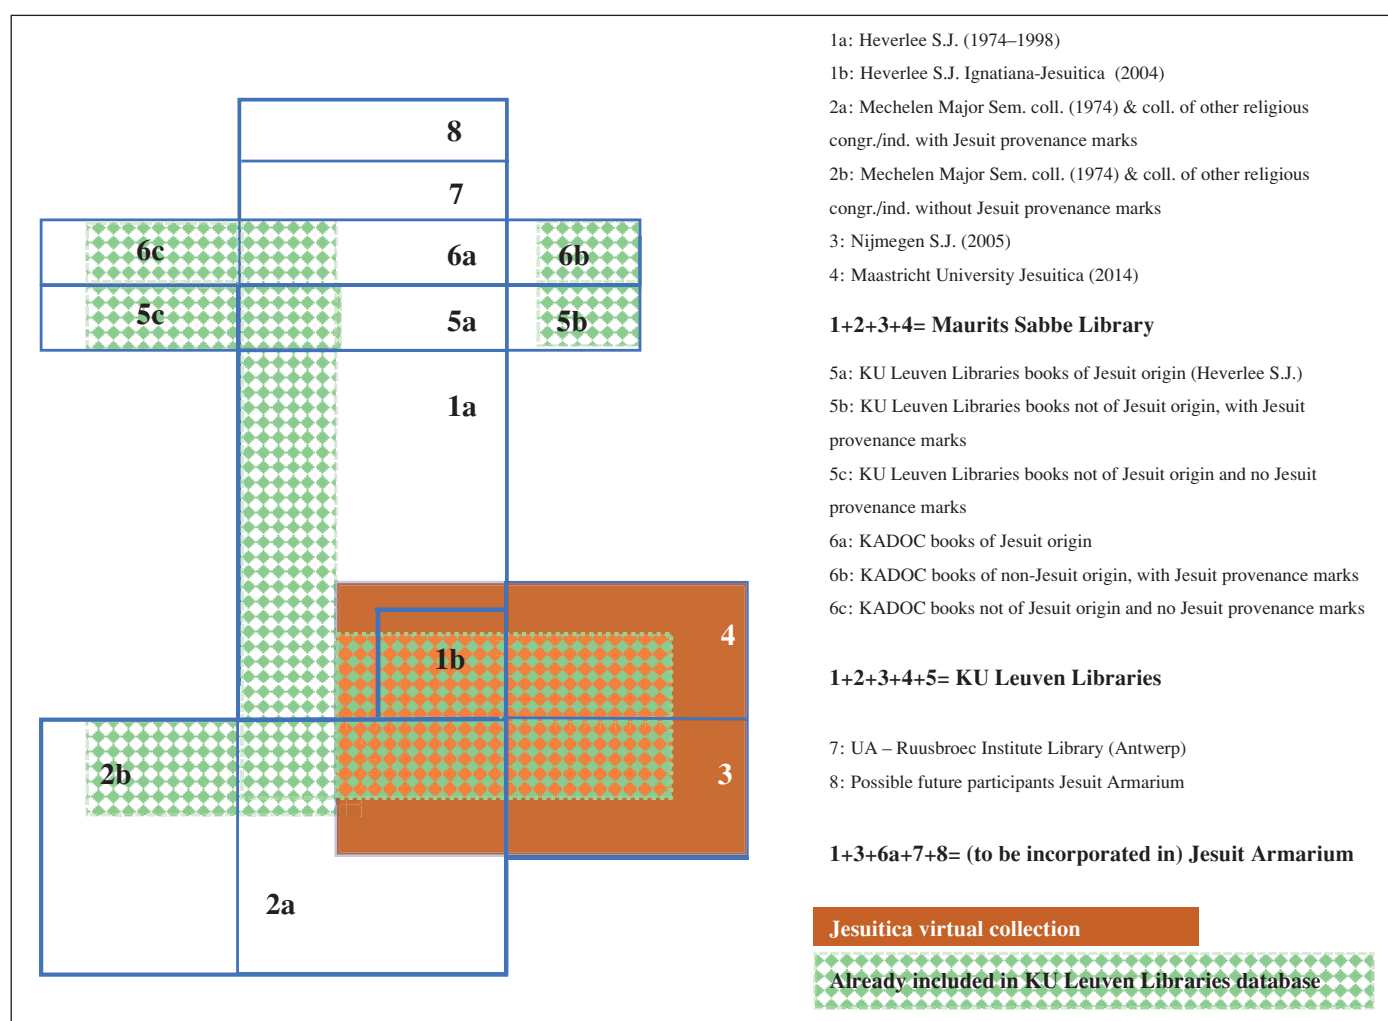 8
7
6c 6a 6b
5c 5a 5b
1a
4
1b
2b 3
2a
1a: Heverlee S.J. (1974–1998)
1b: Heverlee S.J. Ignatiana-Jesuitica (2004)
2a: Mechelen Major Sem. coll. (1974) & coll. of other religious
congr./ind. with Jesuit provenance marks
2b: Mechelen Major Sem. coll. (1974) & coll. of other religious
congr./ind. without Jesuit provenance marks
3: Nijmegen S.J. (2005)
4: Maastricht University Jesuitica (2014)
1+2+3+4= Maurits Sabbe Library
5a: KU Leuven Libraries books of Jesuit origin (Heverlee S.J.)
5b: KU Leuven Libraries books not of Jesuit origin, with Jesuit
provenance marks
5c: KU Leuven Libraries books not of Jesuit origin and no Jesuit
provenance marks
6a: KADOC books of Jesuit origin
6b: KADOC books of non-Jesuit origin, with Jesuit provenance marks
6c: KADOC books not of Jesuit origin and no Jesuit provenance marks
1+2+3+4+5= KU Leuven Libraries
7: UA – Ruusbroec Institute Library (Antwerp)
8: Possible future participants Jesuit Armarium
1+3+6a+7+8= (to be incorporated in) Jesuit Armarium
Jesuitica virtual collection
Already included in KU Leuven Libraries database